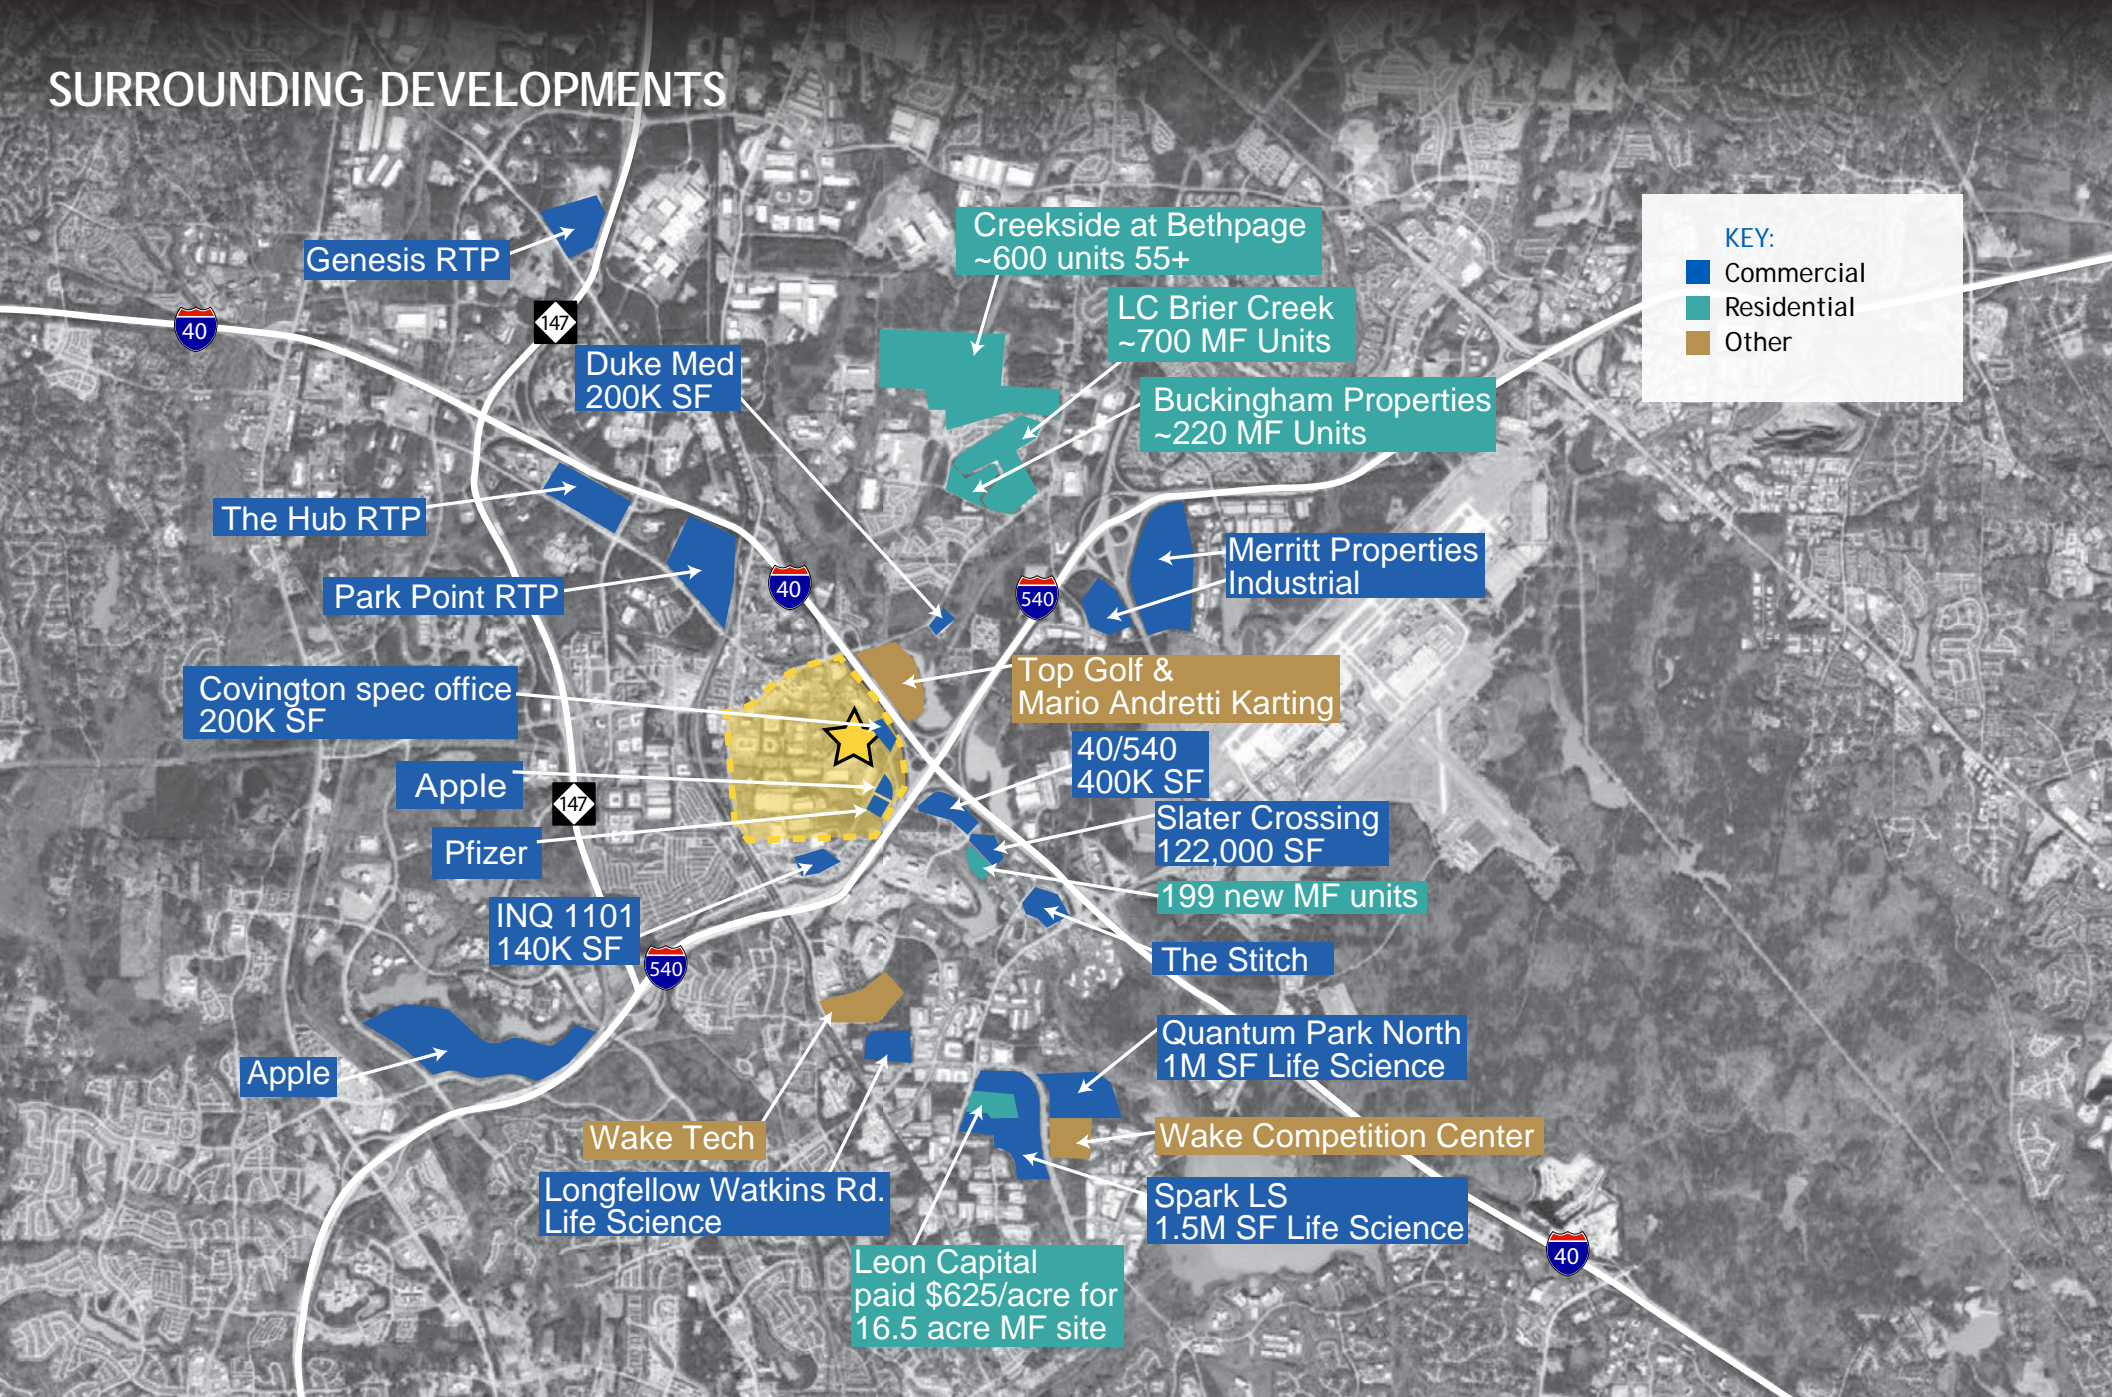 SURROUNDING DEVELOPMENTS
KEY:
Commercial
Residential
Other
Creekside at Bethpage
~600 units 55+
Genesis RTP
LC Brier Creek
~700 MF Units
40
147
Duke Med
200K SF
Buckingham Properties
~220 MF Units
The Hub RTP
Merritt Properties
Industrial
Park Point RTP
40
540
Top Golf &
Mario Andretti Karting
Covington spec office
200K SF
40/540
400K SF
Apple
147
Slater Crossing
122,000 SF
Pfizer
199 new MF units
INQ 1101
140K SF
The Stitch
540
Quantum Park North
1M SF Life Science
Apple
Wake Tech
Wake Competition Center
Longfellow Watkins Rd.
Life Science
Spark LS
1.5M SF Life Science
40
Leon Capital
paid $625/acre for
16.5 acre MF site